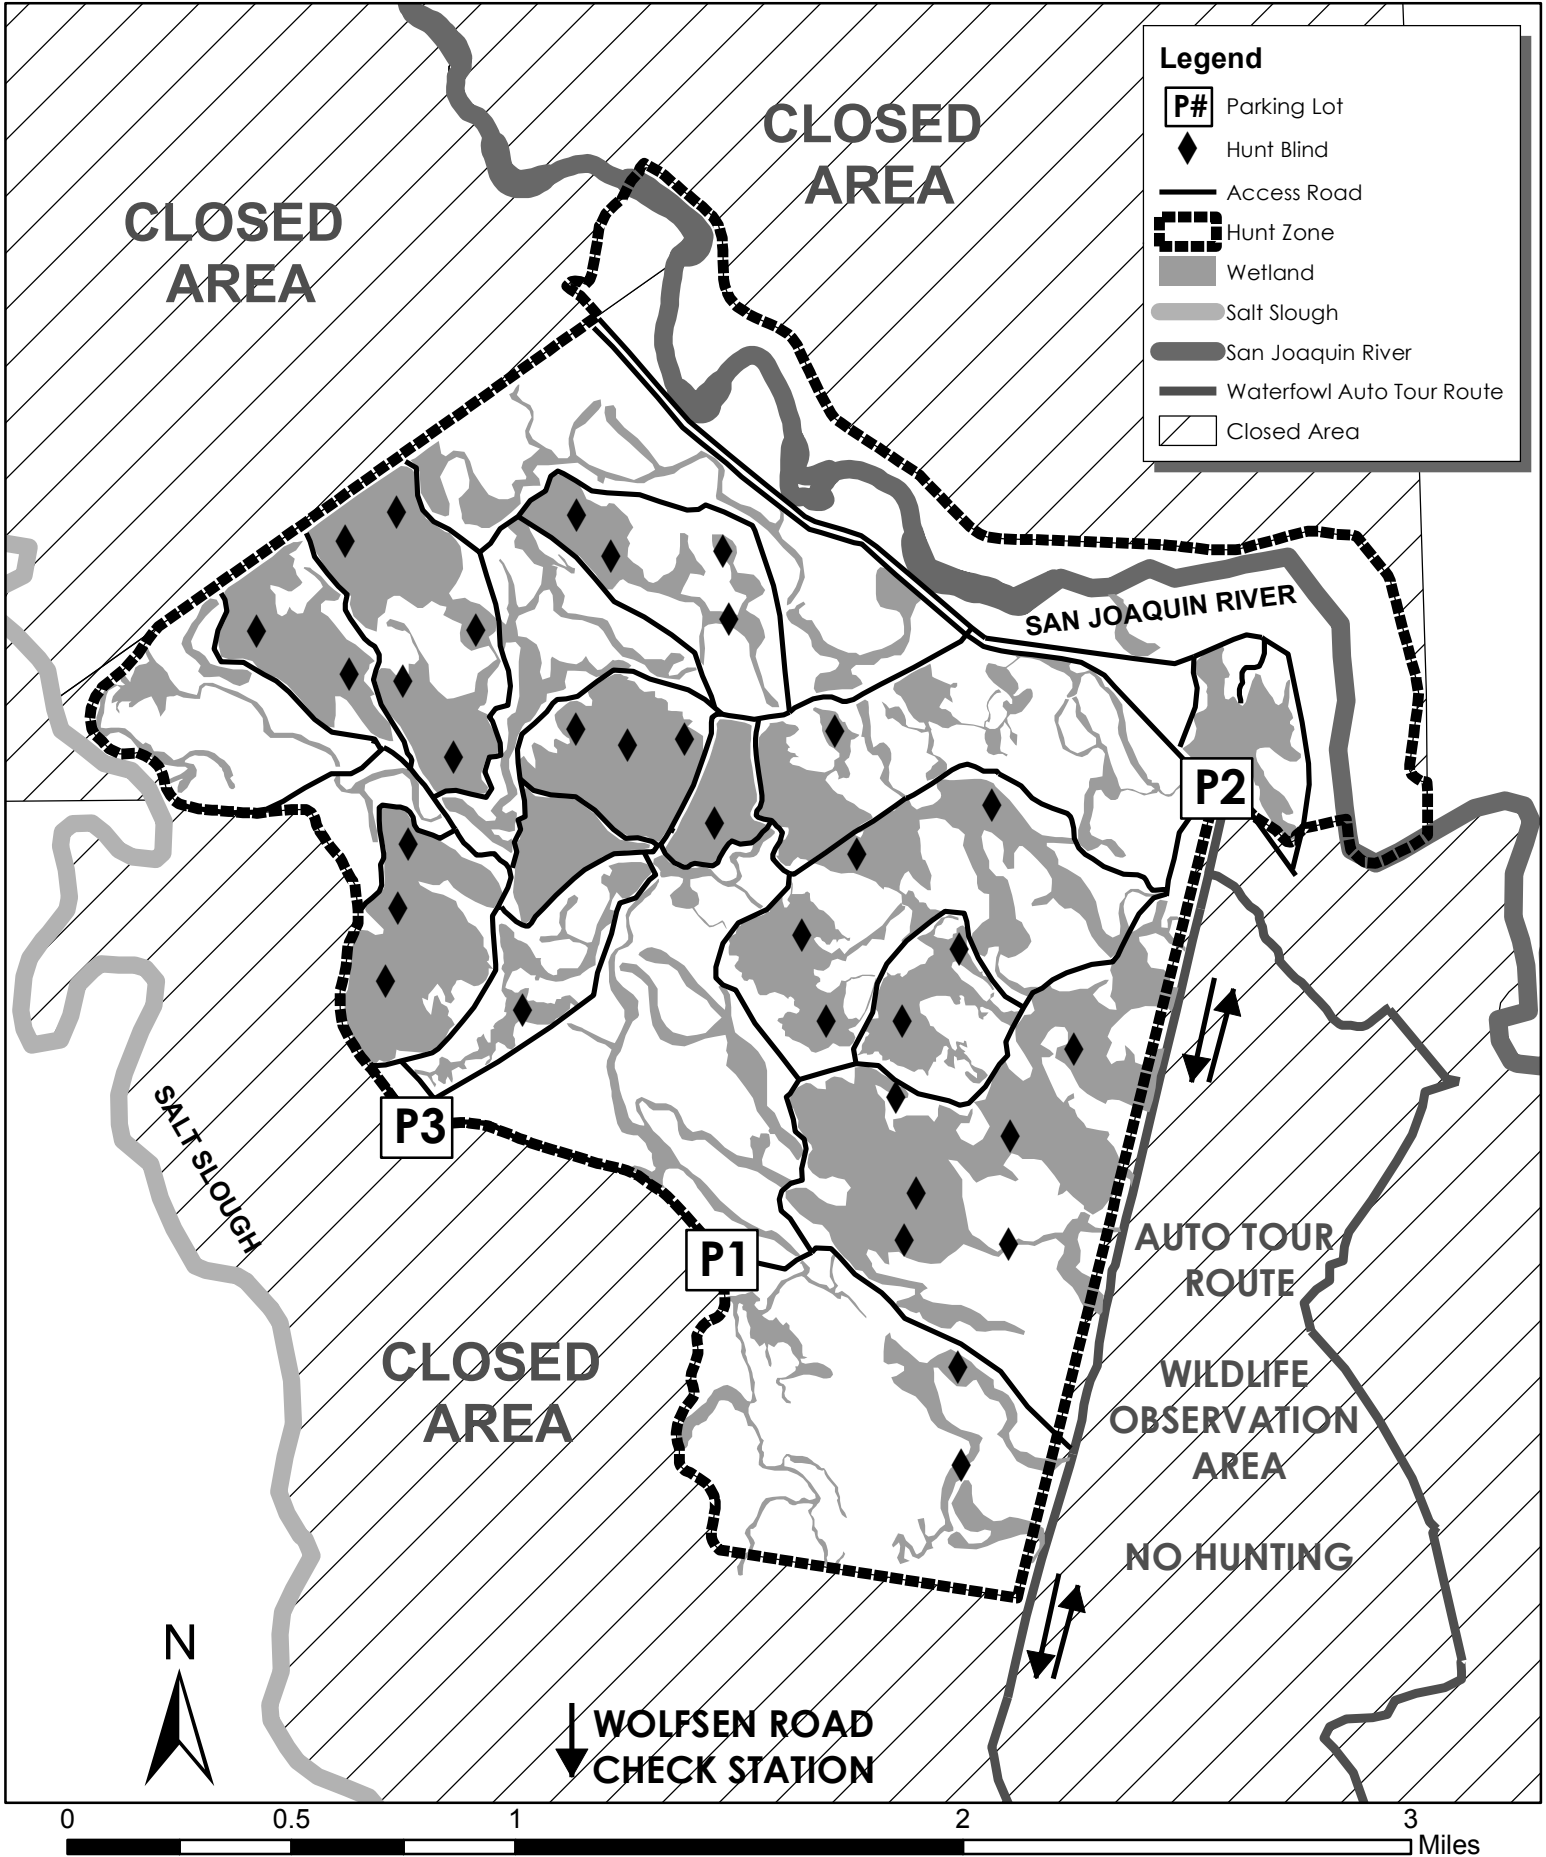 Legend
P# Parking Lot
Hunt Blind
Access Road
Hunt Zone
Wetland
Salt Slough
San Joaquin River
Waterfowl Auto Tour Route
Closed Area
CLOSED
AREA
CLOSED
AREA
SAN JOAQUIN RIVER
P2
P3
P1
SALT SLOUGH
AUTO TOUR
ROUTE
WILDLIFE
OBSERVATION
AREA
NO HUNTING
CLOSED
AREA
N
WOLFSEN ROAD
CHECK STATION
0 0.5 1 2 3
Miles